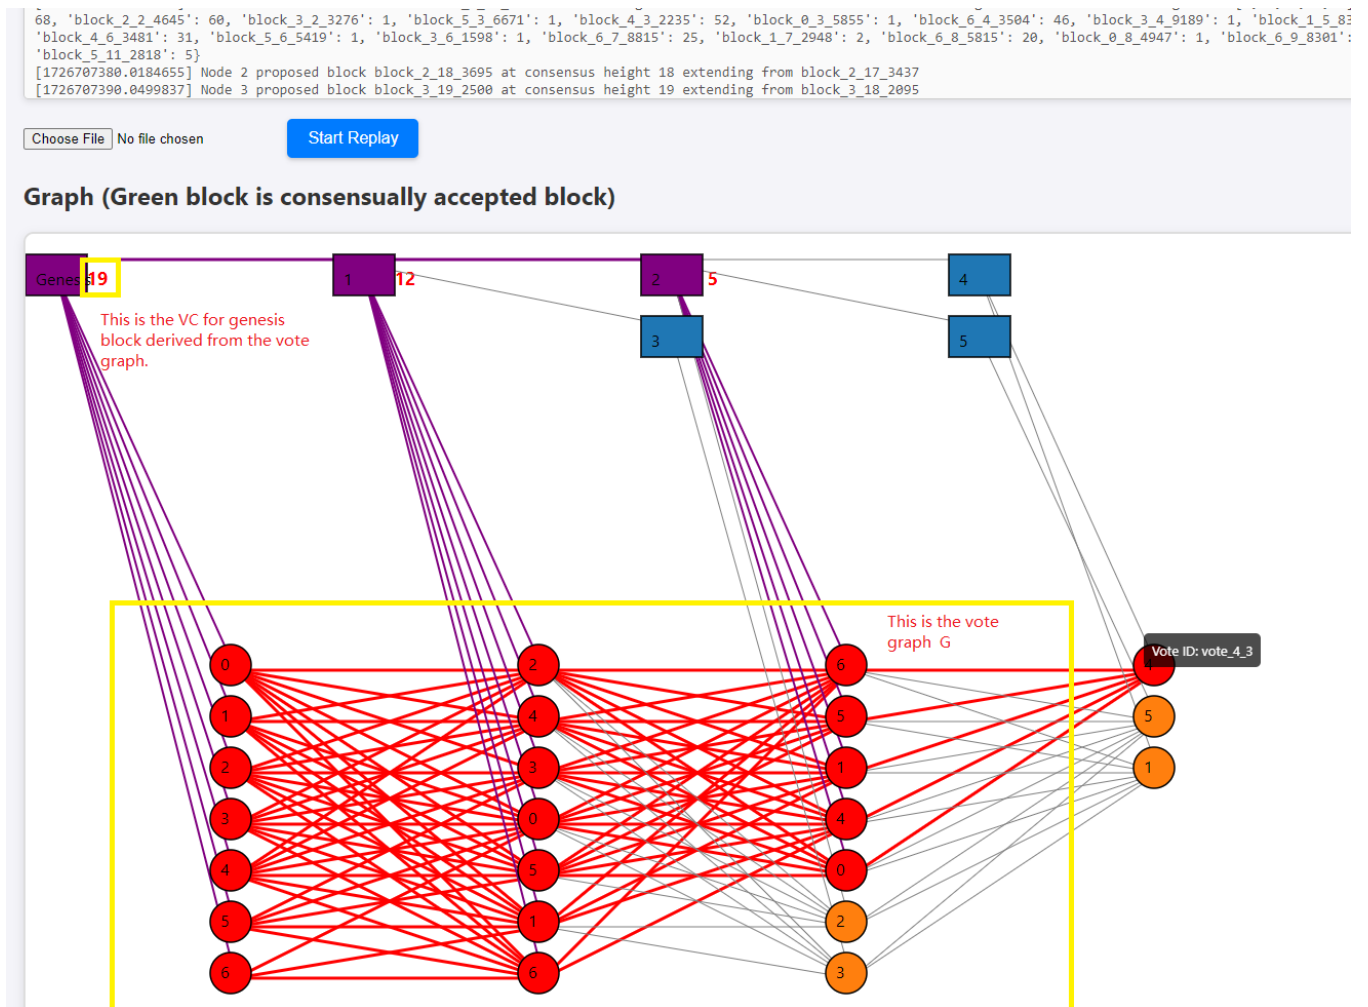 68, 'block_2_2_4645': 60, 'block_3_2_3276': 1, 'block_5_3_6671': 1, 'block_4_3_2235': 52, 'block_0_3_5855': 1, 'block_6_4_3504': 46, 'block_3_4_9189': 1, 'block_1_5_83
'block_4_6_3481': 31, 'block_5_6_5419': 1, 'block_3_6_1598': 1, 'block_6_7_8815': 25, 'block_1_7_2948': 2, 'block_6_8_5815': 20, 'block_0_8_4947': 1, 'block_6_9_8301':
'block_5_11_2818': 5}
[1726707380.0184655] Node 2 proposed block block_2_18_3695 at consensus height 18 extending from block_2_17_3437
[1726707390.0499837] Node 3 proposed block block_3_19_2500 at consensus height 19 extending from block_3_18_2095
Choose File No file chosen
Start Replay
Graph (Green block is consensually accepted block)
Genesis 19 1 12 2 5 4
This is the VC for genesis
block derived from the vote
graph.
3 5
This is the vote
graph G
Vote ID: vote_4_3
0 2 6 4
1 4 5 5
2 3 1 1
3 0 4
4 5 0
5 1 2
6 6 3